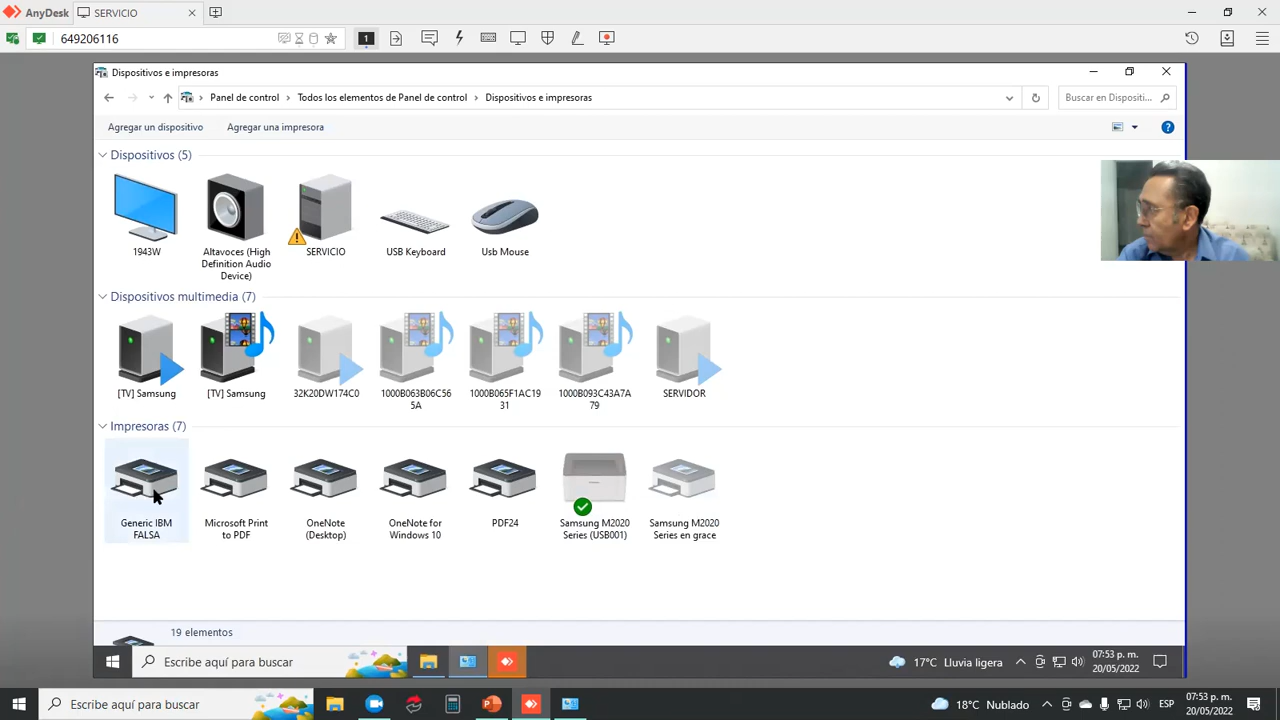 AnyDesk
SERVICIO
649206116
1
Dispositivos e impresoras
Panel de control
Todos los elementos de Panel de control
Dispositivos e impresoras
Buscar en Dispositi...
Agregar un dispositivo
Agregar una impresora
Dispositivos (5)
1943W
Altavoces (High
Definition Audio
Device)
SERVICIO
USB Keyboard
Usb Mouse
Dispositivos multimedia (7)
[TV] Samsung
[TV] Samsung
32K20DW174C0
1000B063B06C56
5A
1000B065F1AC19
31
1000B093C43A7A
79
SERVIDOR
Impresoras (7)
Generic IBM
FALSA
Microsoft Print
to PDF
OneNote
(Desktop)
OneNote for
Windows 10
PDF24
Samsung M2020
Series (USB001)
Samsung M2020
Series en grace
19 elementos
Escribe aquí para buscar
17°C Lluvia ligera
07:53 p. m.
20/05/2022
Escribe aquí para buscar
18°C Nublado
ESP
07:53 p. m.
20/05/2022